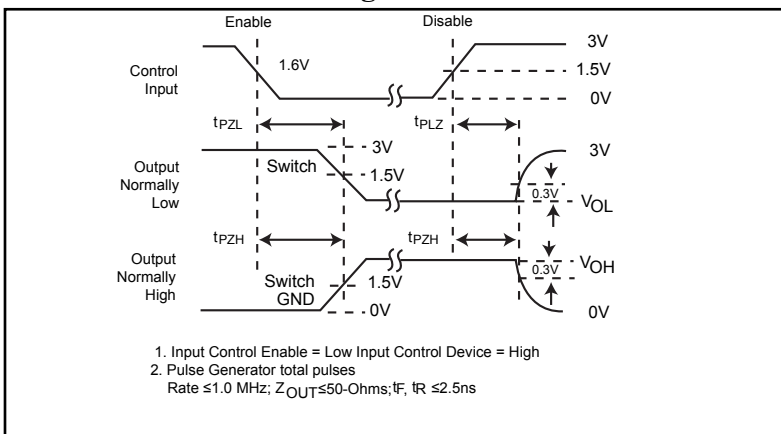 Enable Disable
3V
1.6V
1.5V
Control
Input
0V
tPZL tPLZ
3V 3V
Output
Normally
Low
Switch
1.5V
0.3V
VOL
tPZH tPZH
Output
Normally
High
VOH
0.3V
Switch
GND
1.5V
0V 0V
1. Input Control Enable = Low Input Control Device = High
2. Pulse Generator total pulses
Rate ≤1.0 MHz; ZOUT≤50-Ohms;tF, tR ≤2.5ns